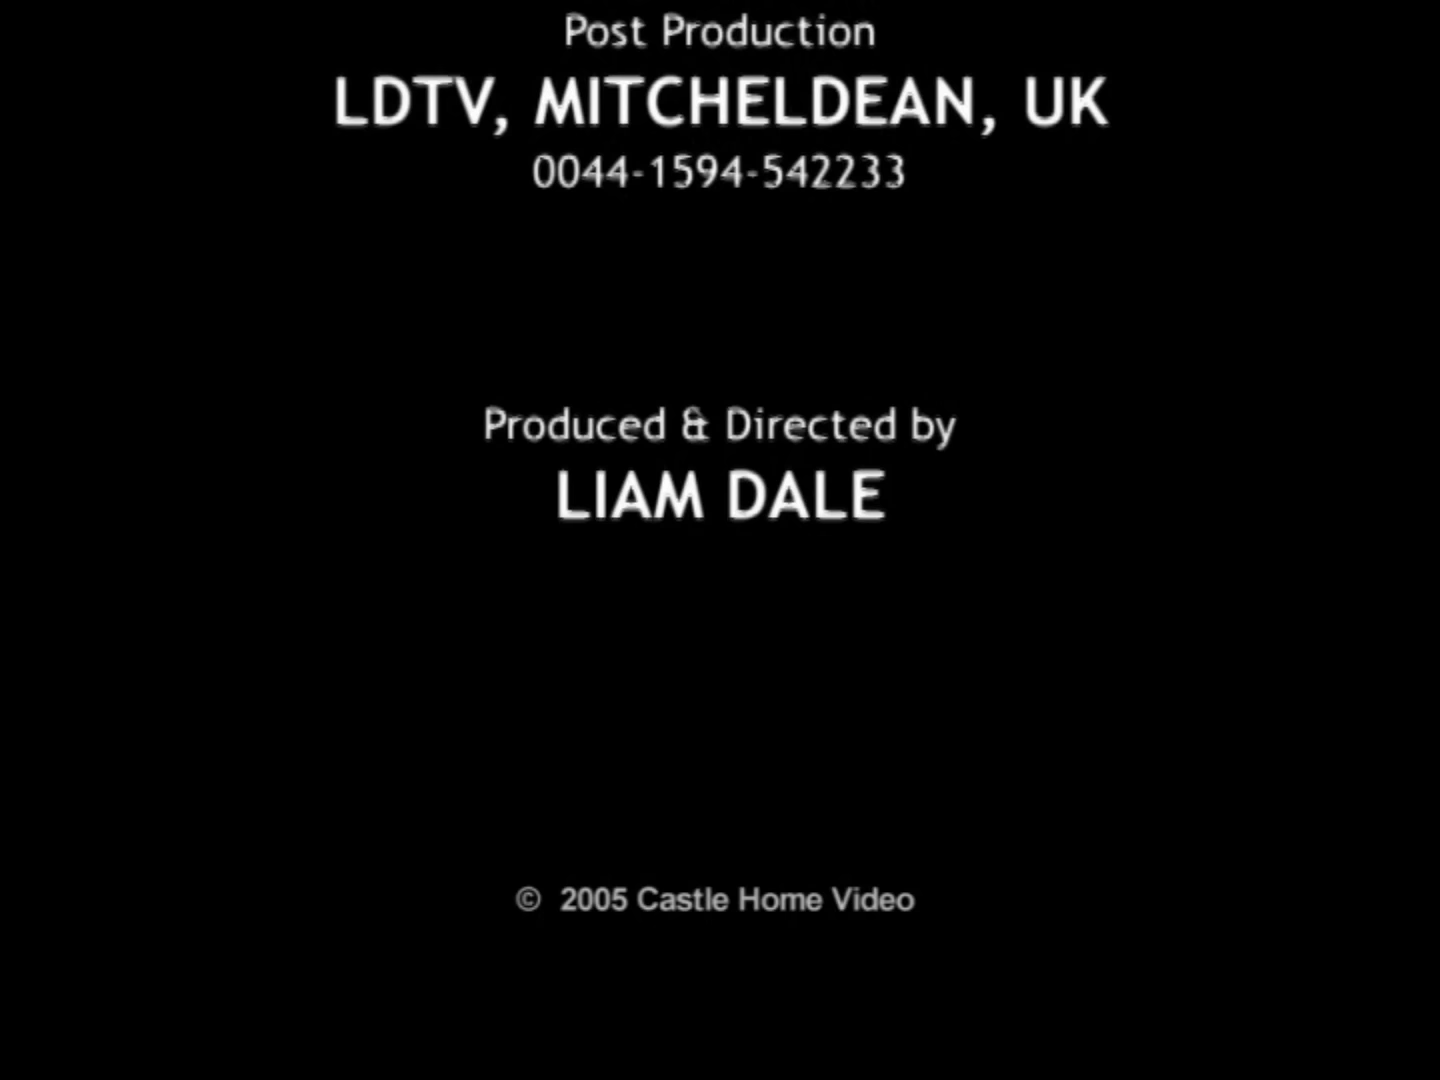 Post Production
LDTV, MITCHELDEAN, UK
0044-1594-542233
Produced & Directed by
LIAM DALE
© 2005 Castle Home Video